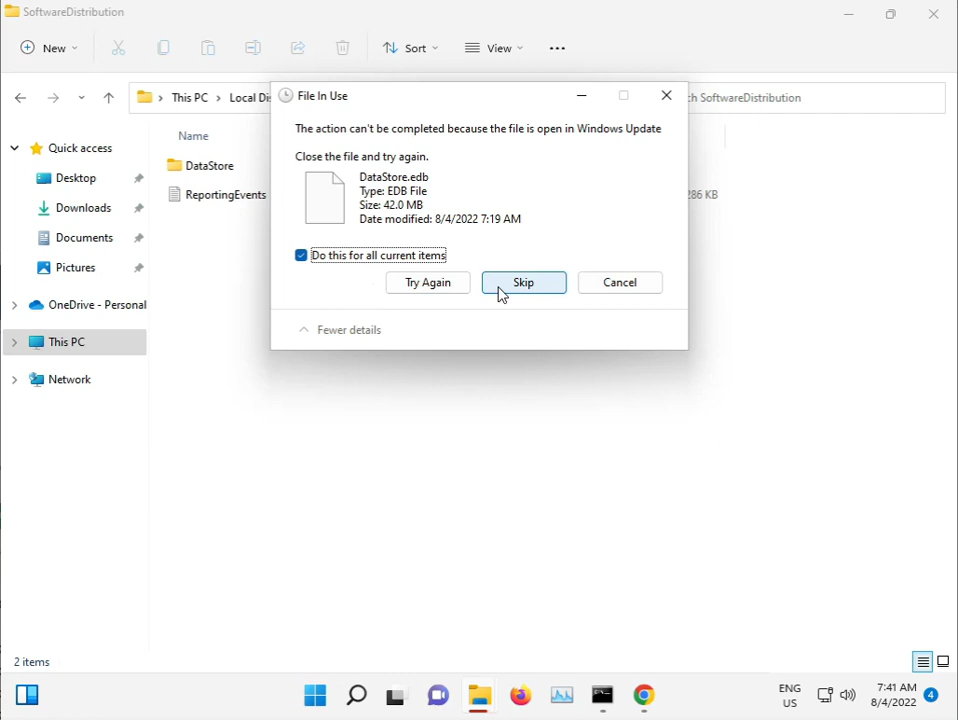 SoftwareDistribution
New
Sort
View
This PC
Local Dis
ch SoftwareDistribution
Quick access
Desktop
Downloads
Documents
Pictures
OneDrive - Personal
This PC
Network
Name
DataStore
ReportingEvents
286 KB
File In Use
The action can't be completed because the file is open in Windows Update
Close the file and try again.
DataStore.edb
Type: EDB File
Size: 42.0 MB
Date modified: 8/4/2022 7:19 AM
Do this for all current items
Try Again
Skip
Cancel
Fewer details
2 items
ENG
US
7:41 AM
8/4/2022
4